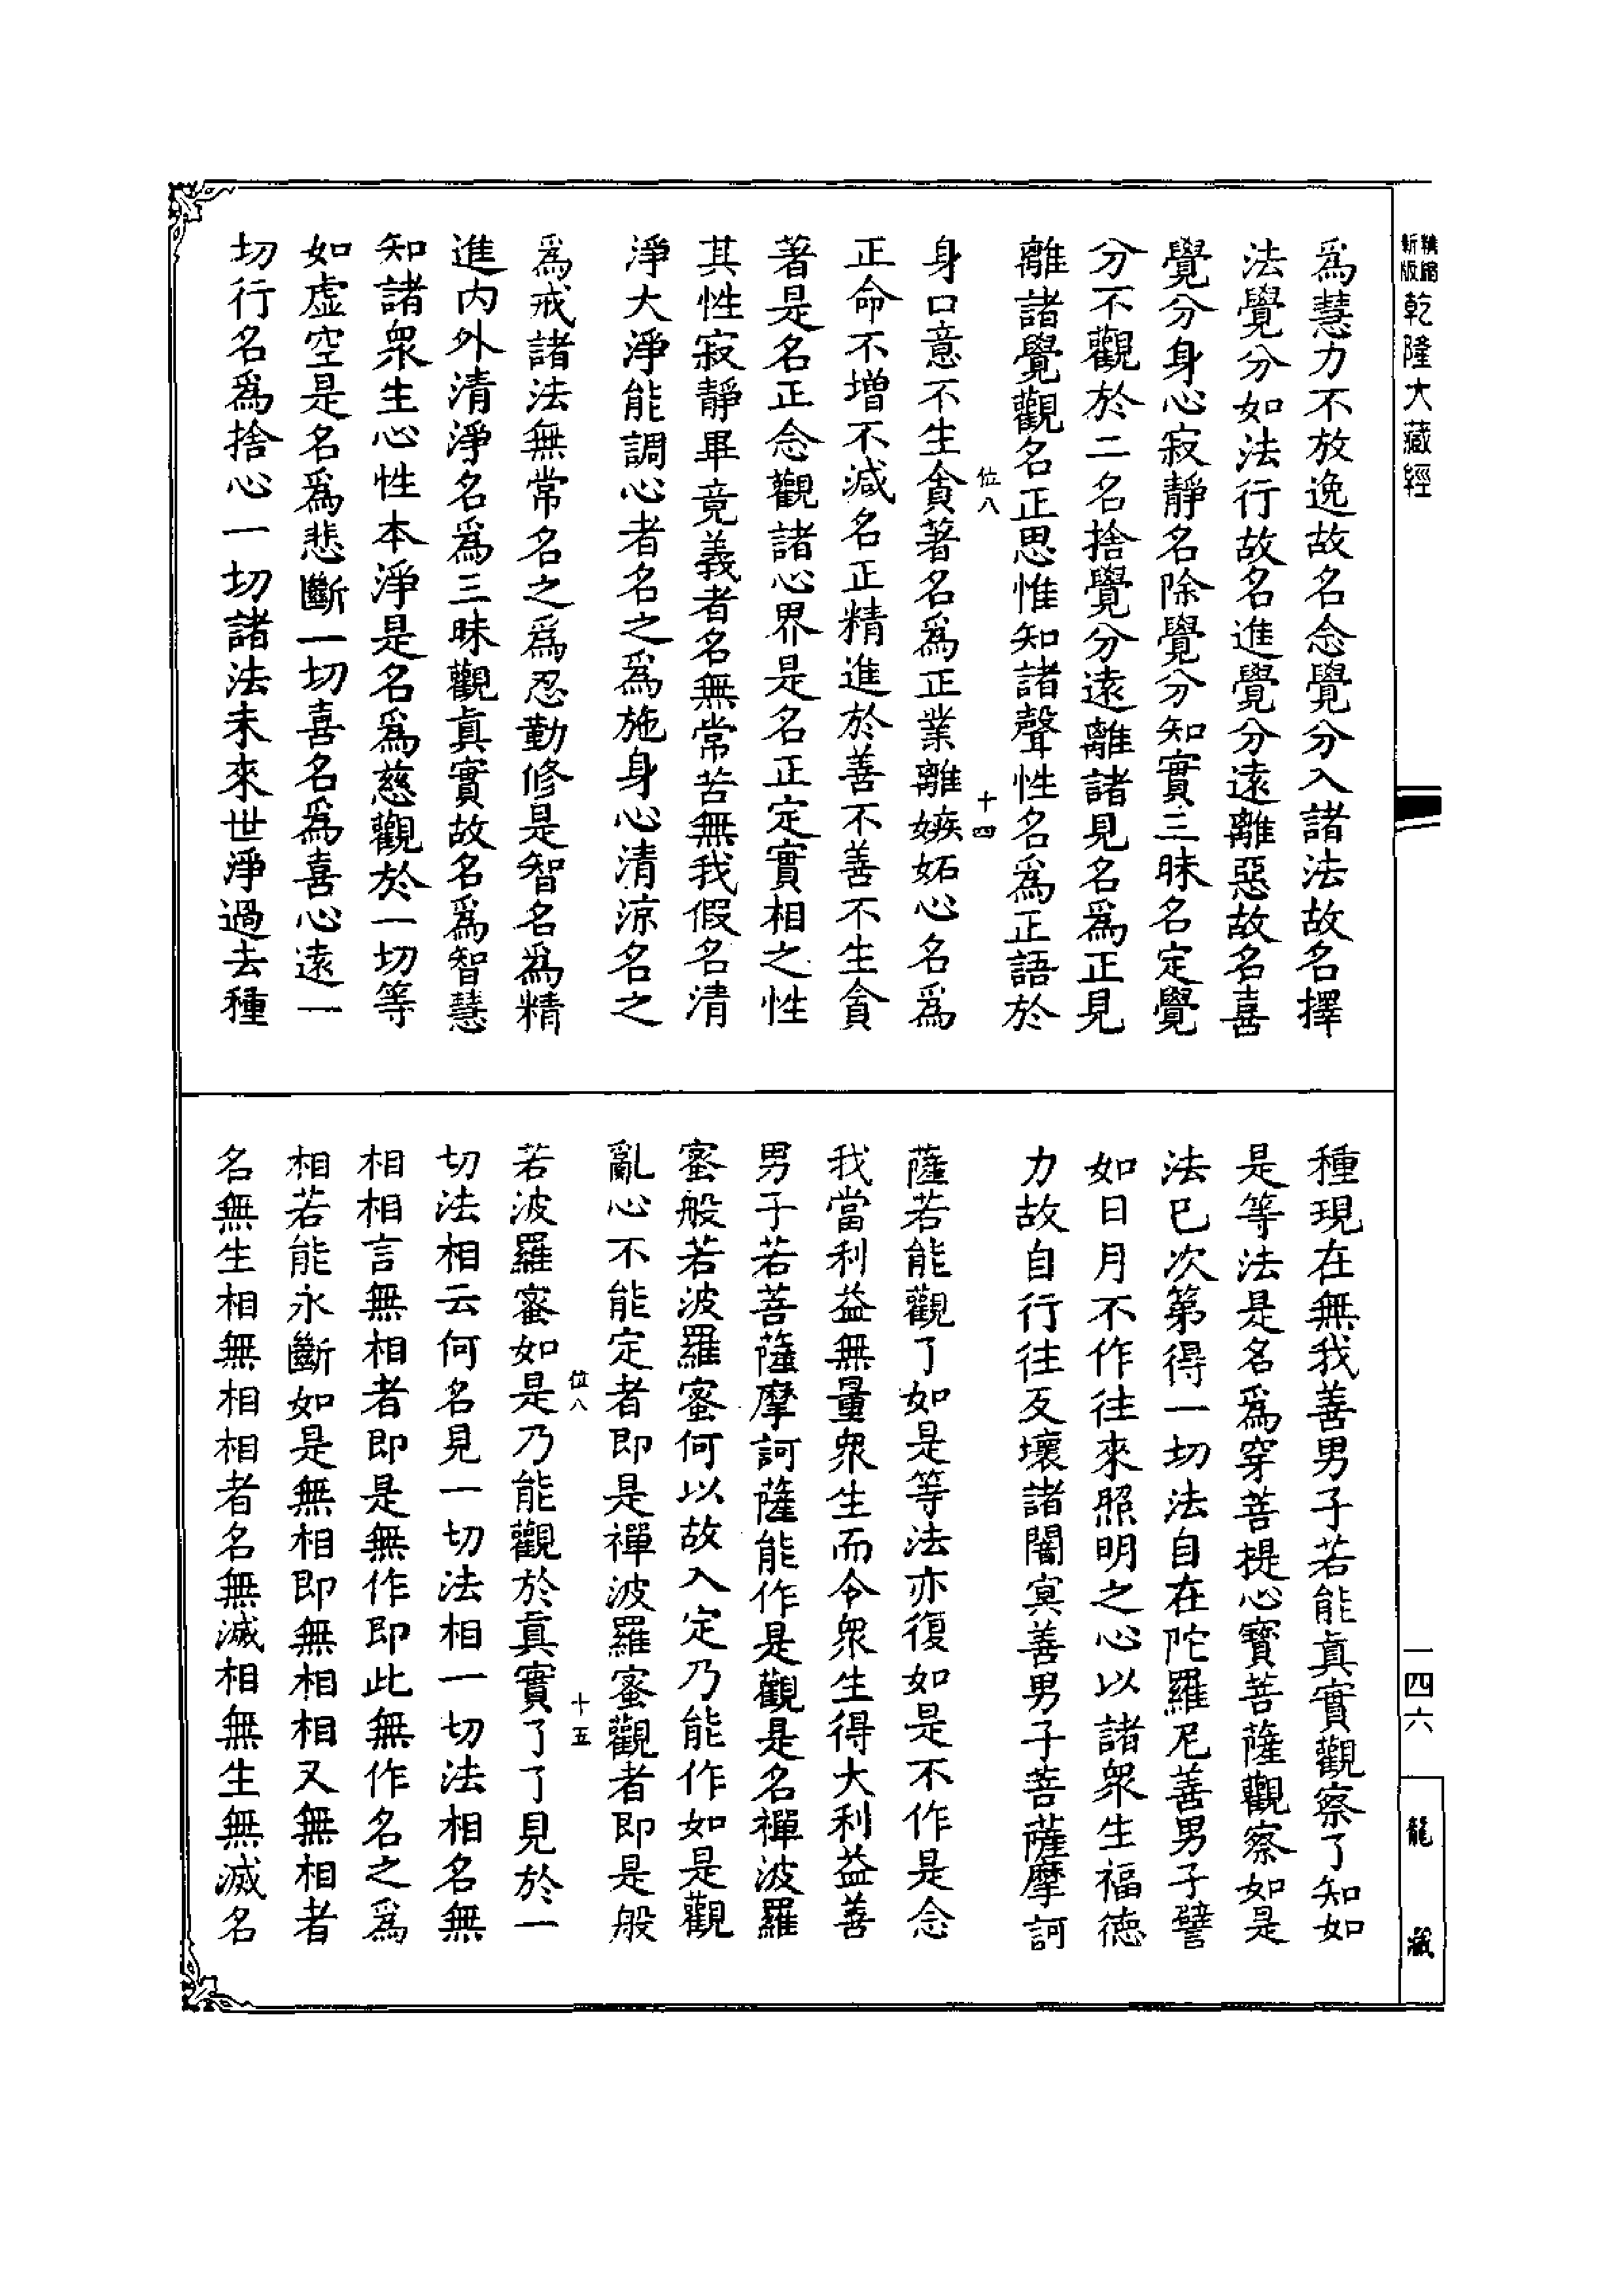 精縮新版乾隆大藏經
一四六
龍藏
爲慧力不放逸故名念覺分入諸法故名擇
法覺分如法行故名進覺分遠離惡故名喜
覺分身心寂靜名除覺分知實三昧名定覺
分不觀於二名捨覺分遠離諸見名爲正見
離諸覺觀名正思惟知諸聲性名爲正語於
位八
十四
身口意不生貪著名爲正業離嫉妬心名爲
正命不增不減名正精進於善不善不生貪
著是名正念觀諸心界是名正定實相之性
其性寂靜畢竟義者名無常苦無我假名清
淨大淨能調心者名之爲施身心清涼名之
爲戒諸法無常名之爲忍勤修是智名爲精
進內外清淨名爲三昧觀眞實故名爲智慧
知諸衆生心性本淨是名爲慈觀於一切等
如虛空是名爲悲斷一切喜名爲喜心遠一
切行名爲捨心一切諸法未來世淨過去種
種現在無我善男子若能眞實觀察了知如
是等法是名爲穿菩提心寶菩薩觀察如是
法已次第得一切法自在陀羅尼善男子譬
如日月不作往來照明之心以諸衆生福德
力故自行往反壞諸闇冥善男子菩薩摩訶
薩若能觀了如是等法亦復如是不作是念
我當利益無量衆生而令衆生得大利益善
男子若菩薩摩訶薩能作是觀是名禪波羅
蜜般若波羅蜜何以故入定乃能作如是觀
亂心不能定者即是禪波羅蜜觀者即是般
位八
十五
若波羅蜜如是乃能觀於眞實了了見於一
切法相云何名見一切法相一切法相名無
相相言無相者即是無作即此無作名之爲
相若能永斷如是無相即無相相又無相者
名無生相無相相者名無滅相無生無滅名